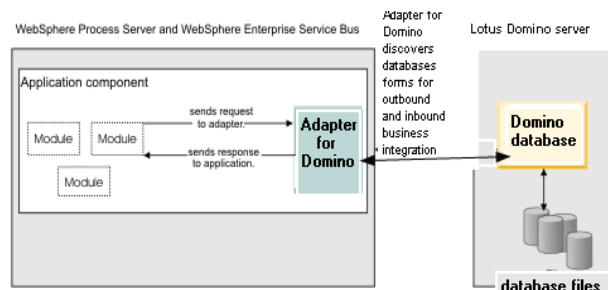 WebSphere Process Server and WebSphere Enterprise Service Bus
Adapter for
Domino
discovers
databases
forms for
outbound
and inbound
business
integration
Lotus Domino server
Application component
sends request
to adapter.
Module
Module
sends response
to application.
Module
Adapter
for
Domino
Domino
database
database files